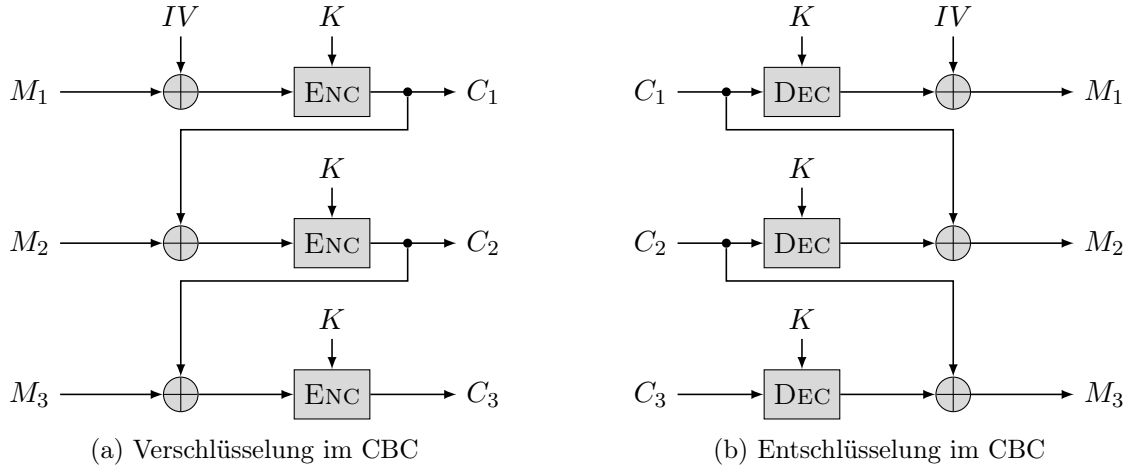 IV K
M₁ ENC C₁
K
M₂ ENC C₂
K
M₃ ENC C₃
(a) Verschlüsselung im CBC
K IV
C₁ DEC M₁
K
C₂ DEC M₂
K
C₃ DEC M₃
(b) Entschlüsselung im CBC